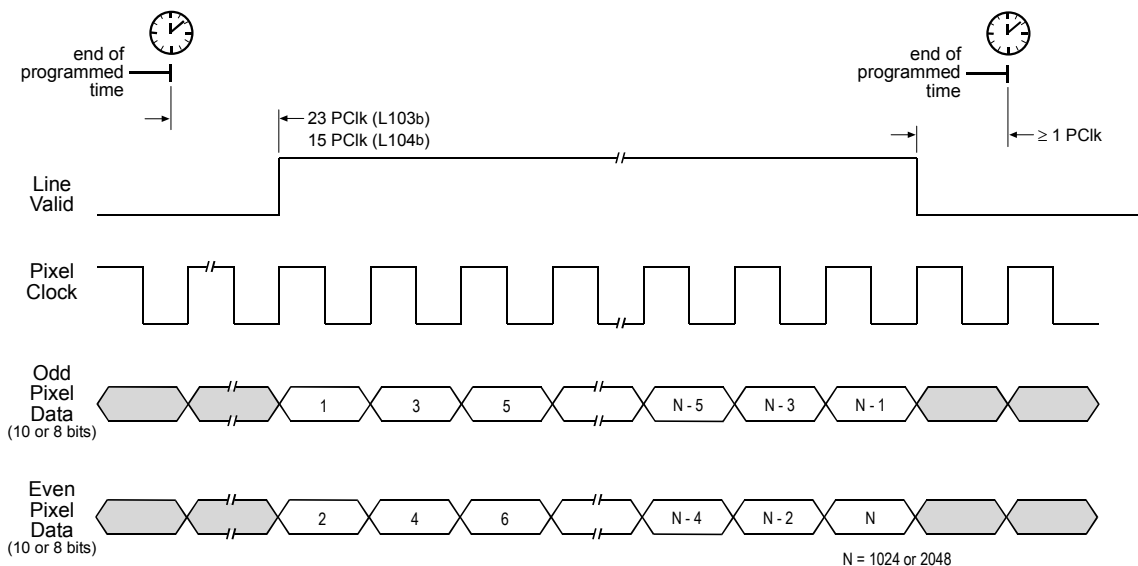 end of
programmed
time
end of
programmed
time
23 PClk (L103b)
15 PClk (L104b)
≥ 1 PClk
Line
Valid
Pixel
Clock
Odd
Pixel
Data
(10 or 8 bits)
1
3
5
N - 5
N - 3
N - 1
Even
Pixel
Data
(10 or 8 bits)
2
4
6
N - 4
N - 2
N
N = 1024 or 2048